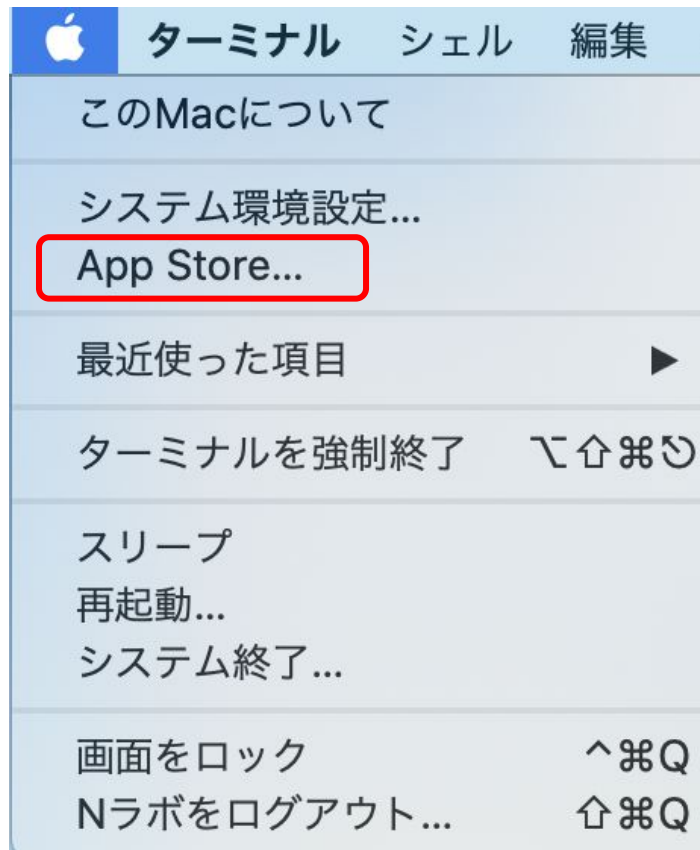 ターミナル シェル 編集
このMacについて
システム環境設定...
App Store...
最近使った項目 ▶
ターミナルを強制終了 ⌥⇧⌘⎋
スリープ
再起動...
システム終了...
画面をロック ^⌘Q
Nラボをログアウト... ⇧⌘Q